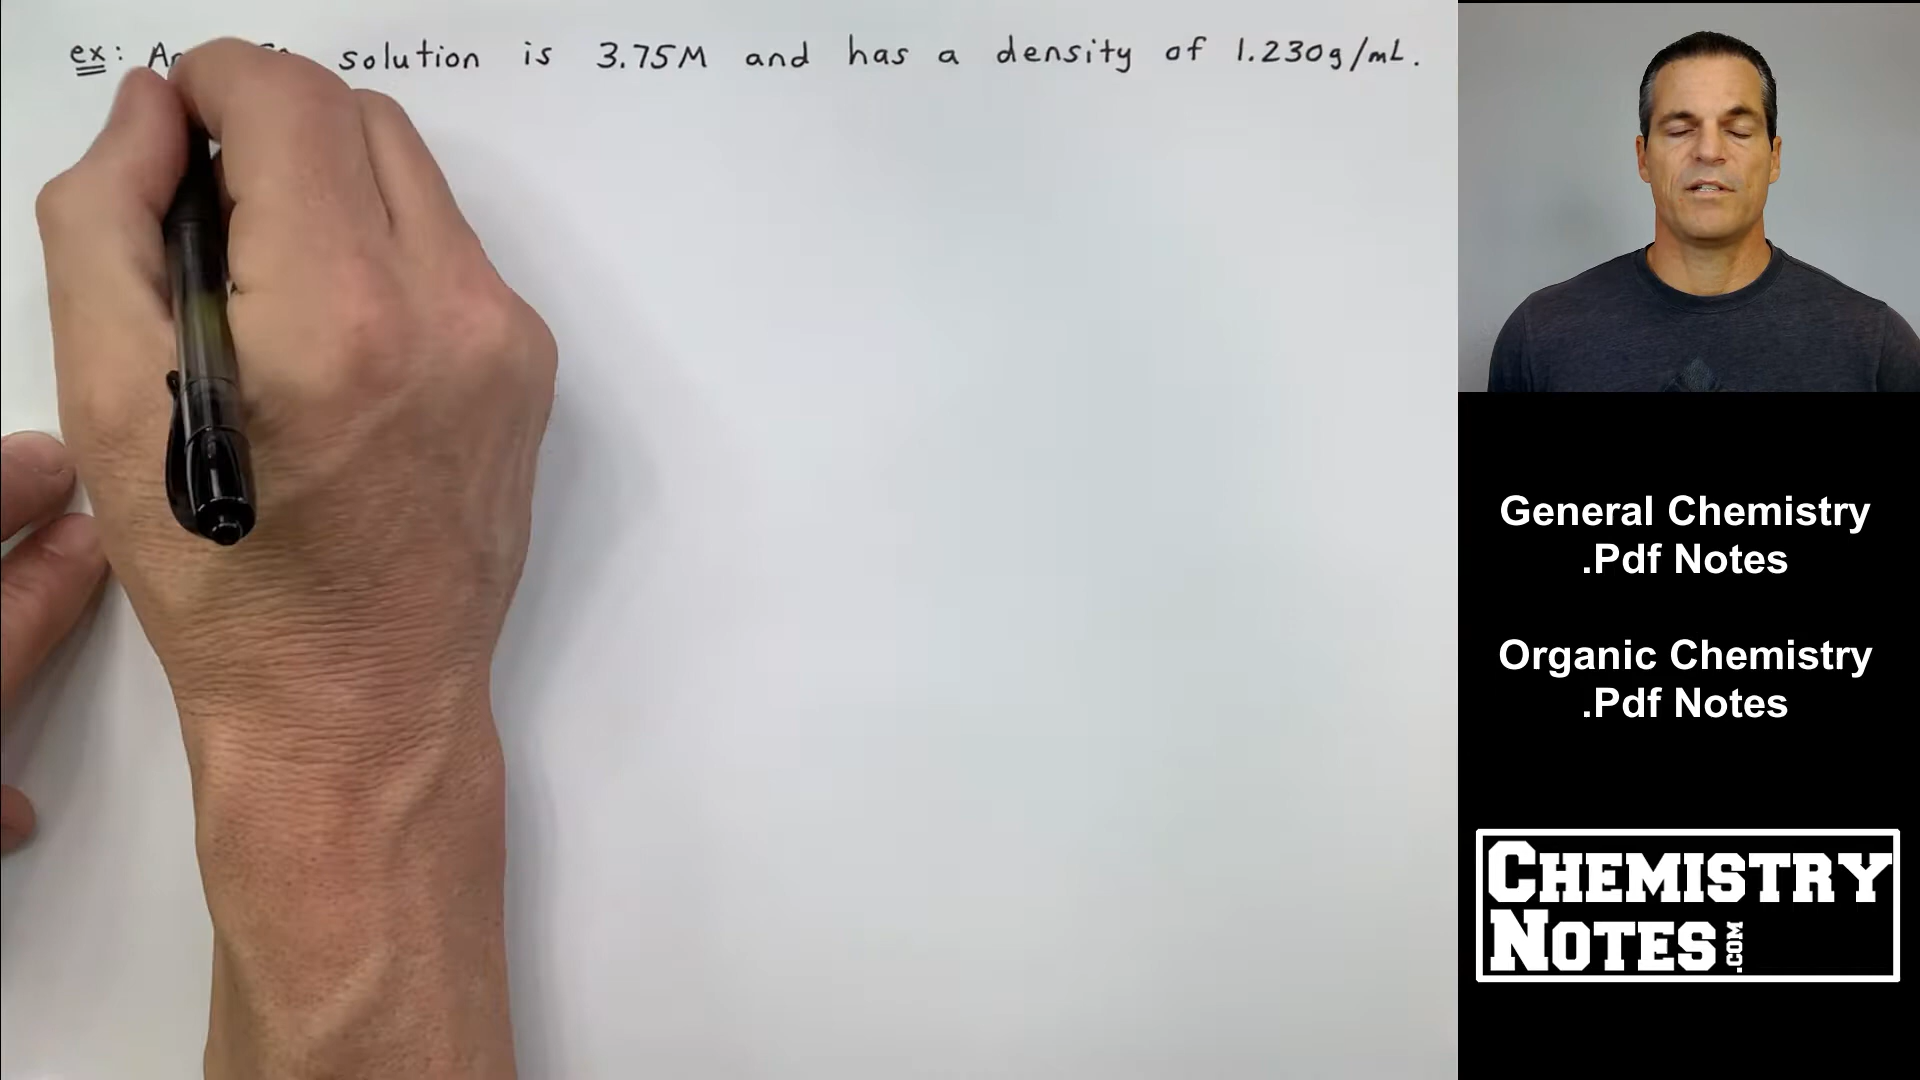 ex: solution is 3.75M and has a density of 1.230g/mL.
General Chemistry
.Pdf Notes
Organic Chemistry
.Pdf Notes
CHEMISTRY
NOTES.COM